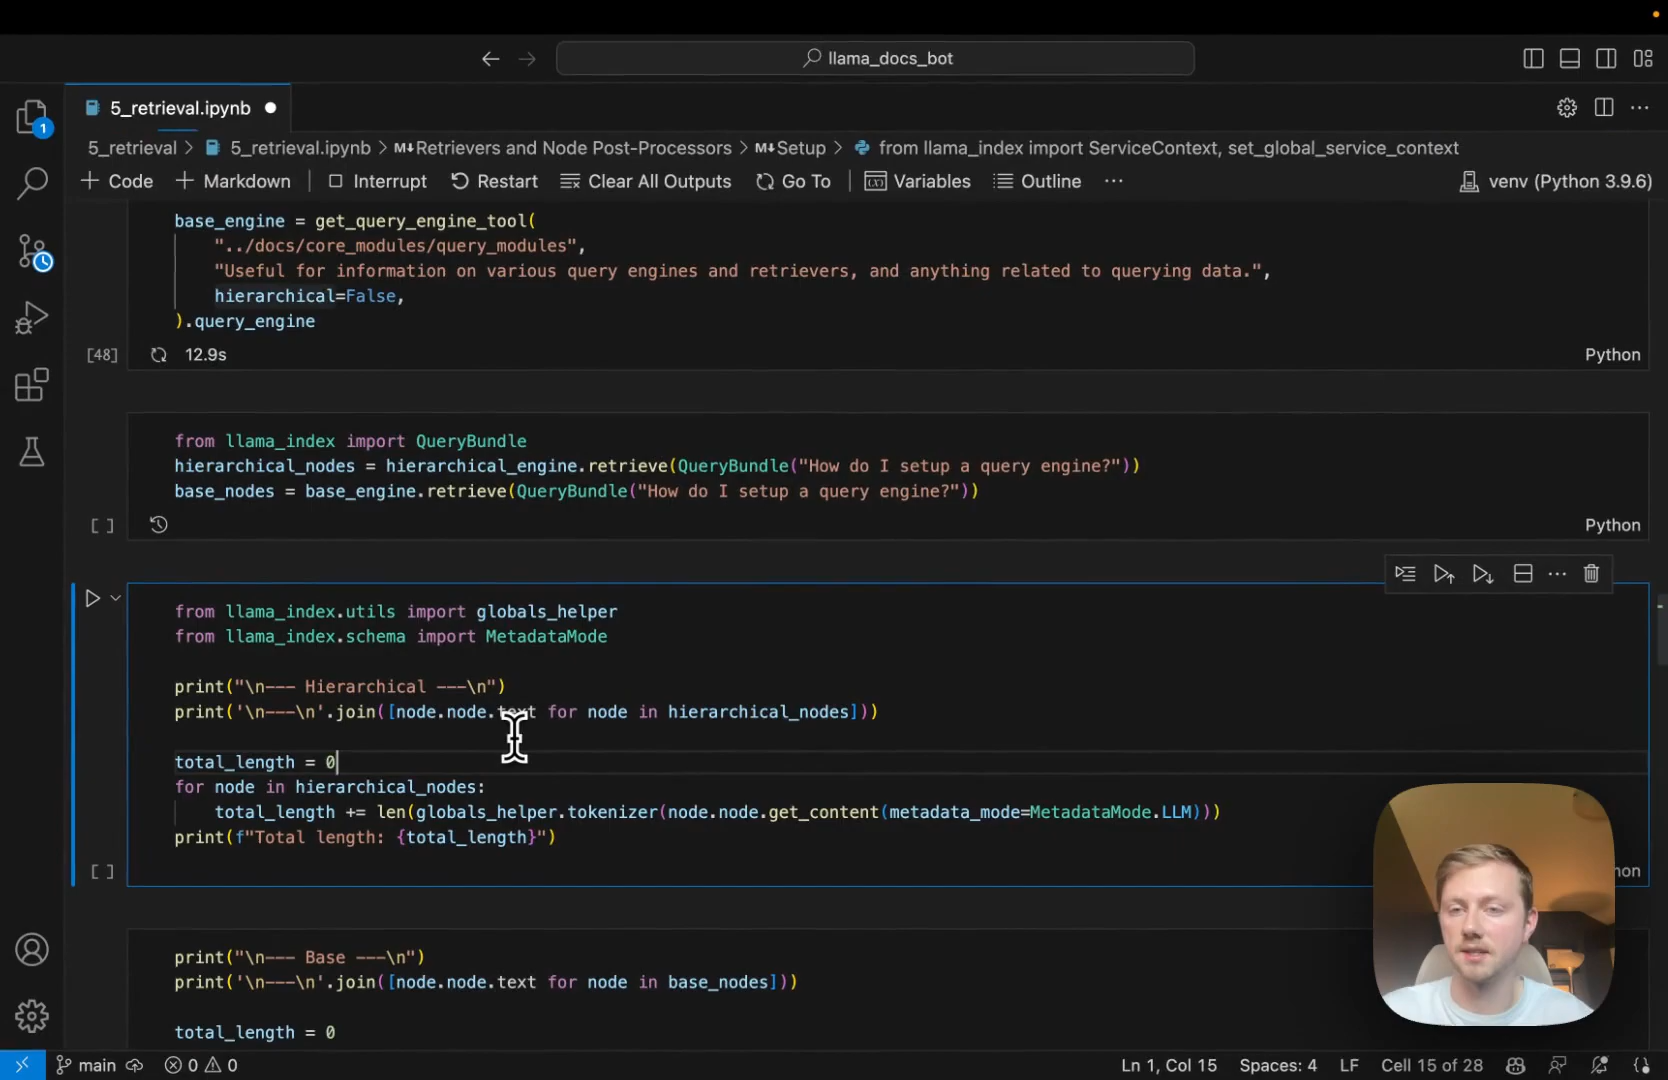 llama_docs_bot
5_retrieval.ipynb
1
5_retrieval > 5_retrieval.ipynb > M↓Retrievers and Node Post-Processors > M↓Setup > from llama_index import ServiceContext, set_global_service_context
+ Code + Markdown Interrupt Restart Clear All Outputs Go To Variables Outline ··· venv (Python 3.9.6)
base_engine = get_query_engine_tool(
"../docs/core_modules/query_modules",
"Useful for information on various query engines and retrievers, and anything related to querying data.",
hierarchical=False,
).query_engine
[48] 12.9s Python
from llama_index import QueryBundle
hierarchical_nodes = hierarchical_engine.retrieve(QueryBundle("How do I setup a query engine?"))
base_nodes = base_engine.retrieve(QueryBundle("How do I setup a query engine?"))
[ ] Python
from llama_index.utils import globals_helper
from llama_index.schema import MetadataMode
print("\n--- Hierarchical ---\n")
print('\n---\n'.join([node.node.text for node in hierarchical_nodes]))
total_length = 0
for node in hierarchical_nodes:
total_length += len(globals_helper.tokenizer(node.node.get_content(metadata_mode=MetadataMode.LLM)))
print(f"Total length: {total_length}")
[ ] on
print("\n--- Base ---\n")
print('\n---\n'.join([node.node.text for node in base_nodes]))
total_length = 0
main 0 0 Ln 1, Col 15 Spaces: 4 LF Cell 15 of 28